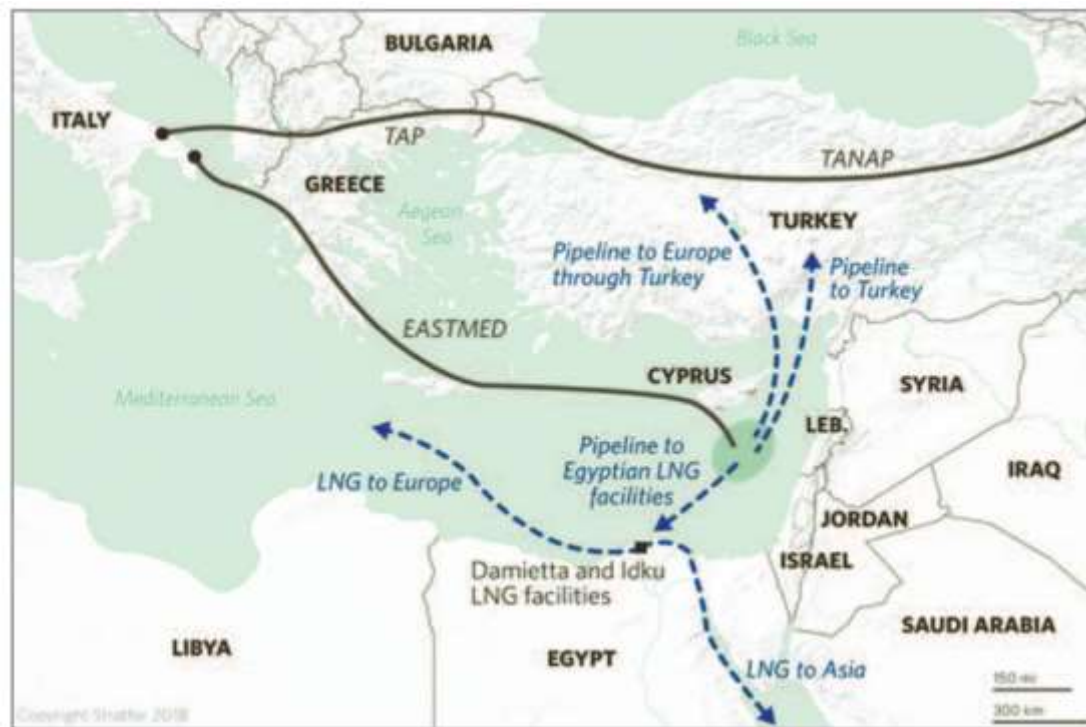 BULGARIA
Black Sea
ITALY
TAP
TANAP
GREECE
Aegean
Sea
TURKEY
Pipeline to Europe
through Turkey
Pipeline
to Turkey
EASTMED
CYPRUS
SYRIA
Mediterranean Sea
LEB.
Pipeline to
Egyptian LNG
facilities
IRAQ
LNG to Europe
JORDAN
ISRAEL
Damietta and Idku
LNG facilities
SAUDI ARABIA
LIBYA
EGYPT
LNG to Asia
150 mi
300 km
Copyright Stratfor 2018